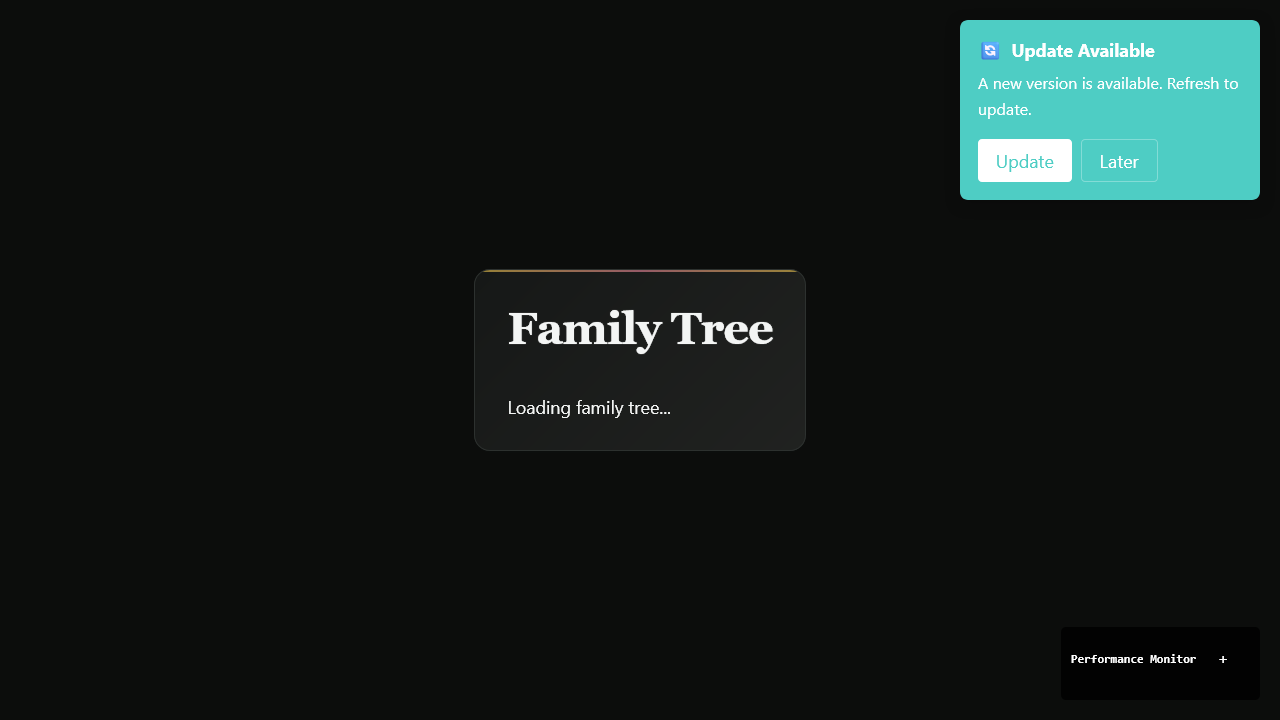 Update Available
A new version is available. Refresh to
update.
Update
Later
Family Tree
Loading family tree...
Performance Monitor +